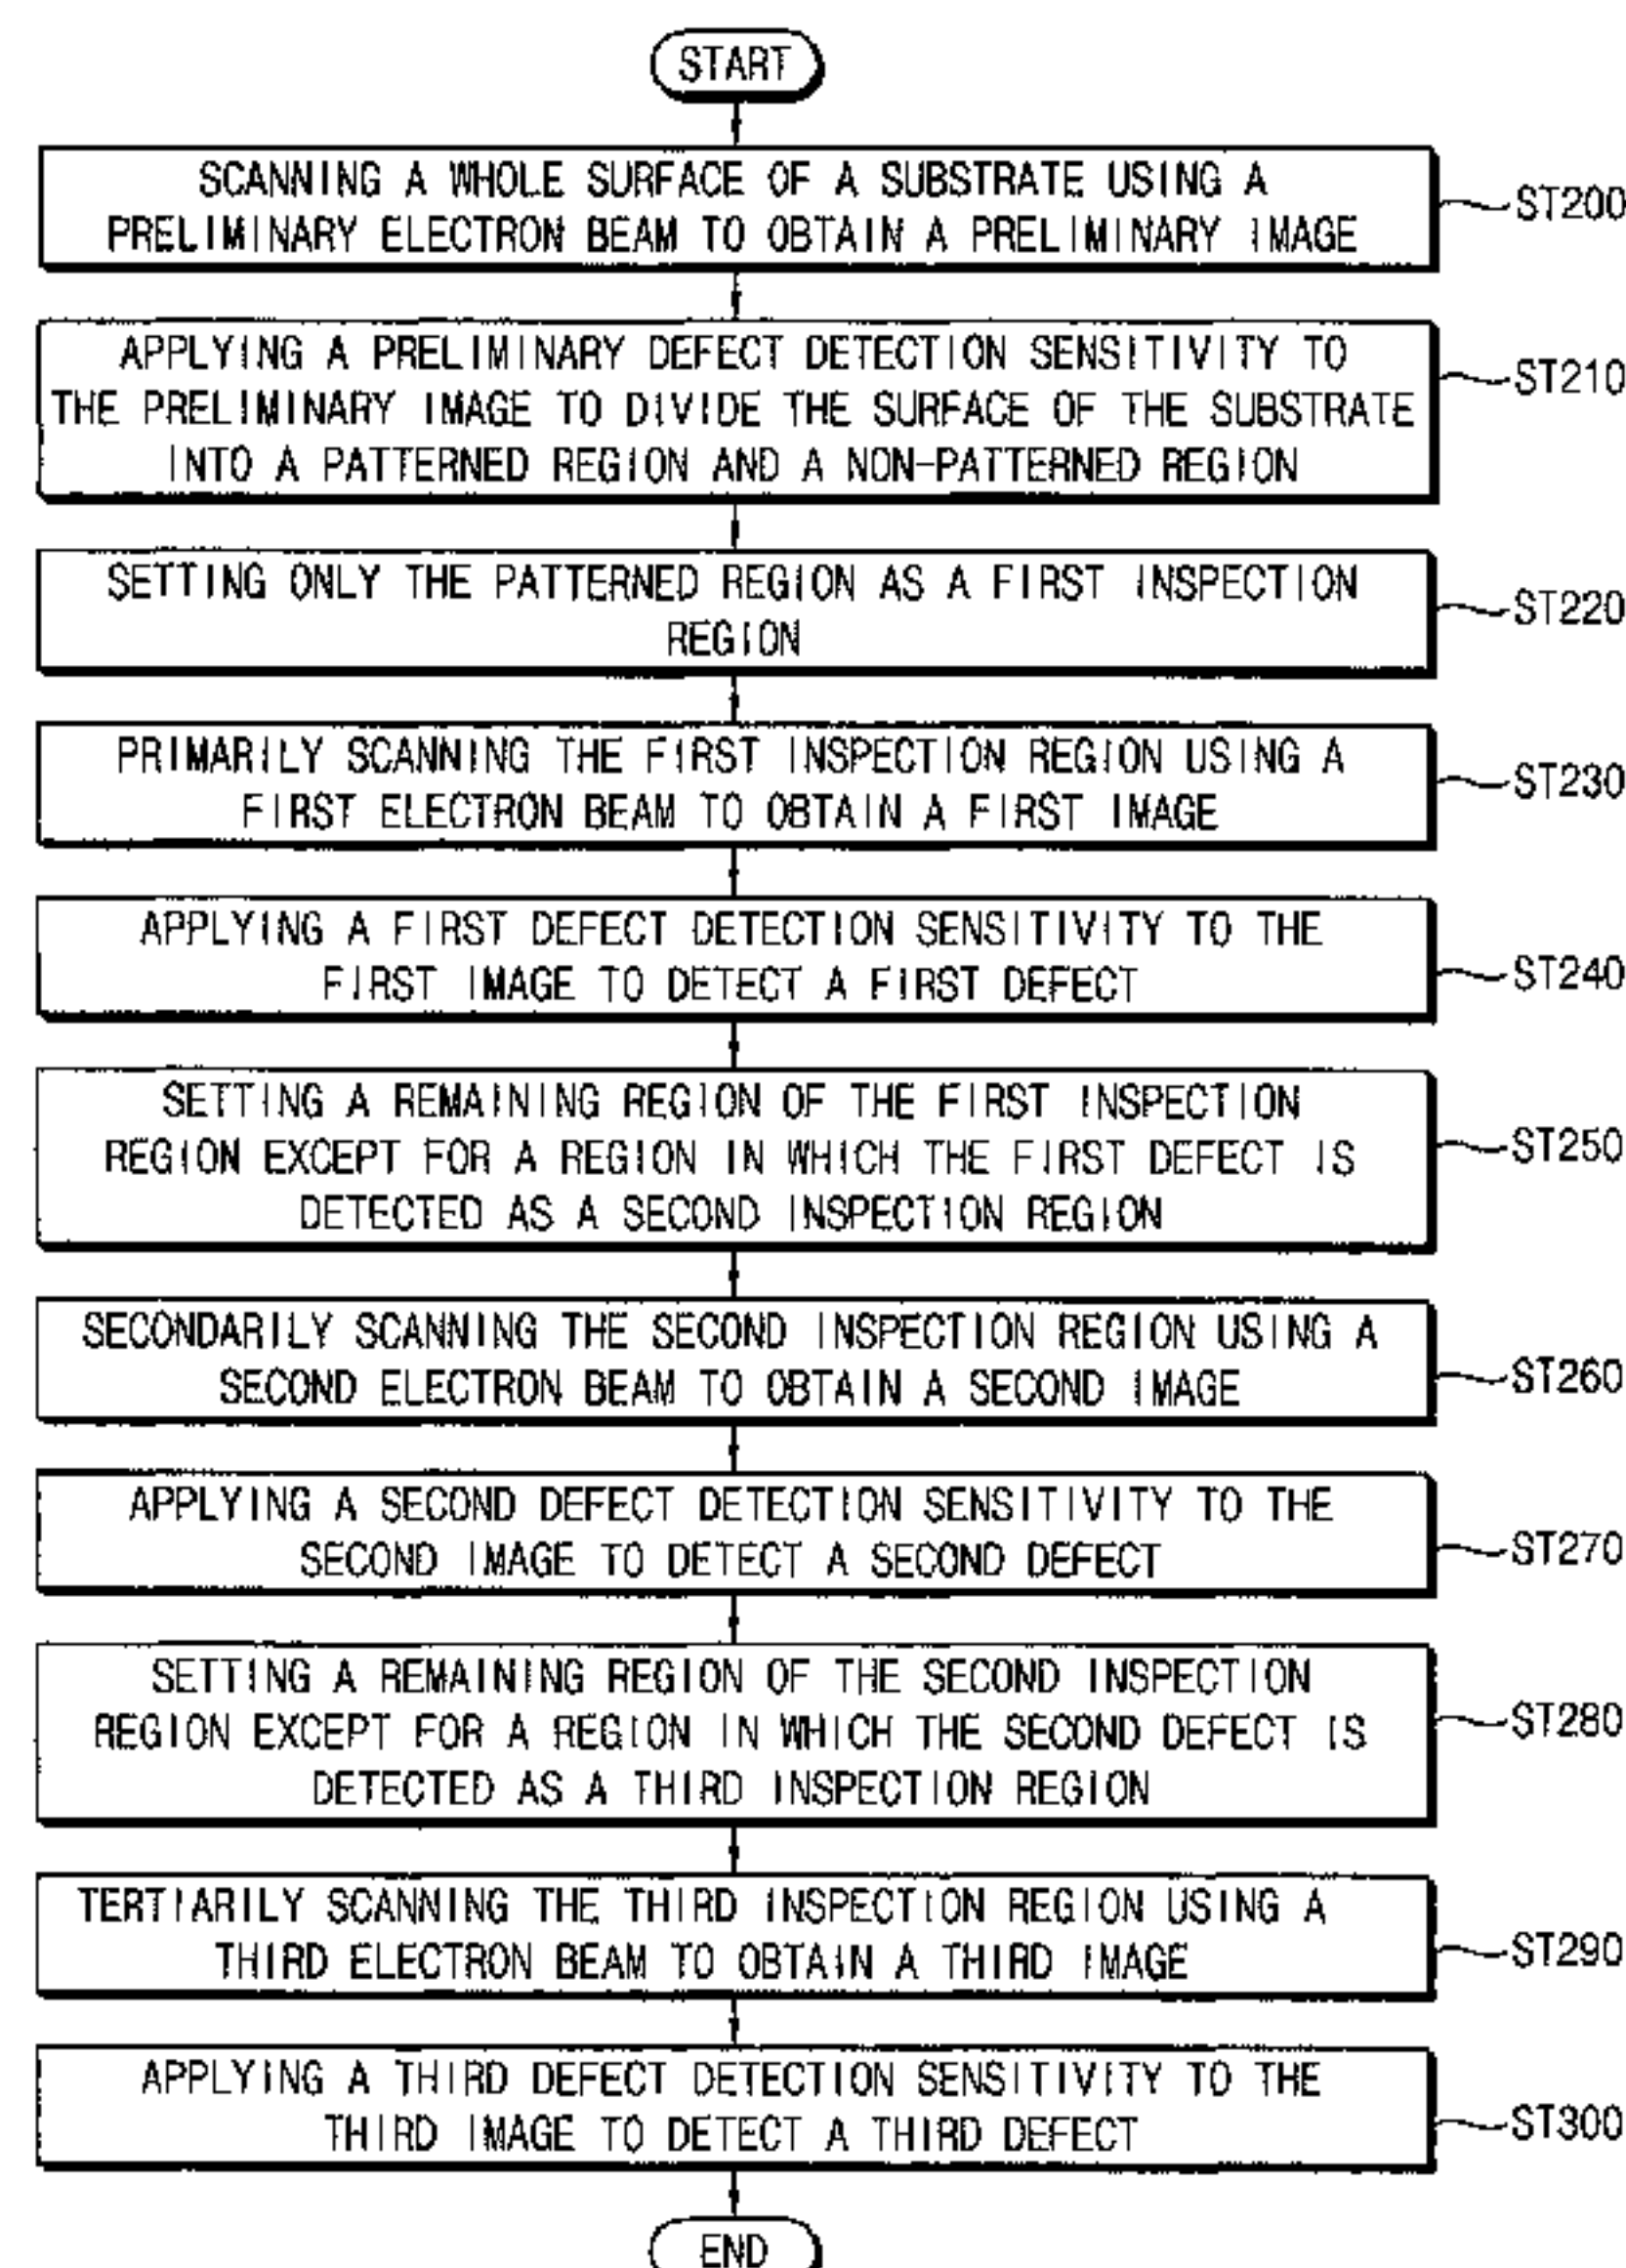 START
SCANNING A WHOLE SURFACE OF A SUBSTRATE USING A
PRELIMINARY ELECTRON BEAM TO OBTAIN A PRELIMINARY IMAGE
ST200
APPLYING A PRELIMINARY DEFECT DETECTION SENSITIVITY TO
THE PRELIMINARY IMAGE TO DIVIDE THE SURFACE OF THE SUBSTRATE
INTO A PATTERNED REGION AND A NON-PATTERNED REGION
ST210
SETTING ONLY THE PATTERNED REGION AS A FIRST INSPECTION
REGION
ST220
PRIMARILY SCANNING THE FIRST INSPECTION REGION USING A
FIRST ELECTRON BEAM TO OBTAIN A FIRST IMAGE
ST230
APPLYING A FIRST DEFECT DETECTION SENSITIVITY TO THE
FIRST IMAGE TO DETECT A FIRST DEFECT
ST240
SETTING A REMAINING REGION OF THE FIRST INSPECTION
REGION EXCEPT FOR A REGION IN WHICH THE FIRST DEFECT IS
DETECTED AS A SECOND INSPECTION REGION
ST250
SECONDARILY SCANNING THE SECOND INSPECTION REGION USING A
SECOND ELECTRON BEAM TO OBTAIN A SECOND IMAGE
ST260
APPLYING A SECOND DEFECT DETECTION SENSITIVITY TO THE
SECOND IMAGE TO DETECT A SECOND DEFECT
ST270
SETTING A REMAINING REGION OF THE SECOND INSPECTION
REGION EXCEPT FOR A REGION IN WHICH THE SECOND DEFECT IS
DETECTED AS A THIRD INSPECTION REGION
ST280
TERTIARILY SCANNING THE THIRD INSPECTION REGION USING A
THIRD ELECTRON BEAM TO OBTAIN A THIRD IMAGE
ST290
APPLYING A THIRD DEFECT DETECTION SENSITIVITY TO THE
THIRD IMAGE TO DETECT A THIRD DEFECT
ST300
END